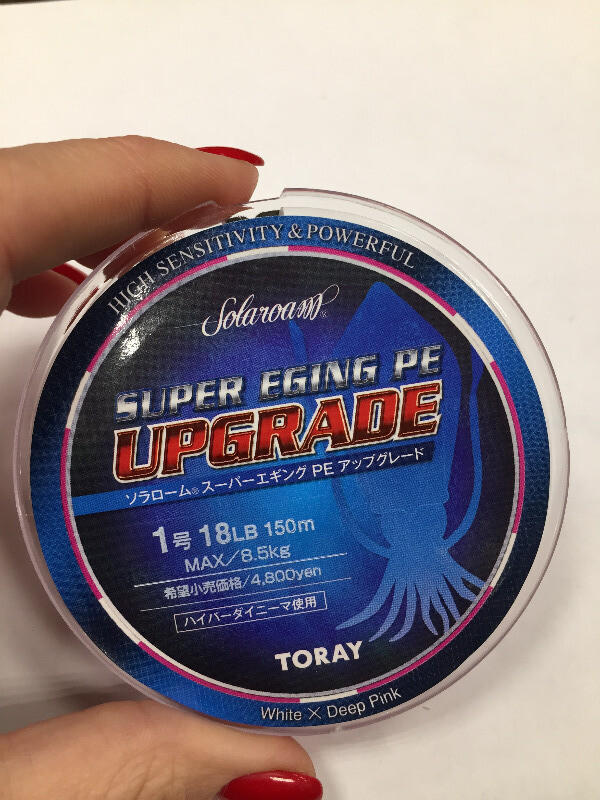 HIGH SENSITIVITY & POWERFUL
Solaroam®
SUPER EGING PE
UPGRADE
ソラローム® スーパーエギング PE アップグレード
1号 18LB 150m
MAX/8.5kg
希望小売価格/4,800yen
ハイパーダイニーマ使用
TORAY
White × Deep Pink